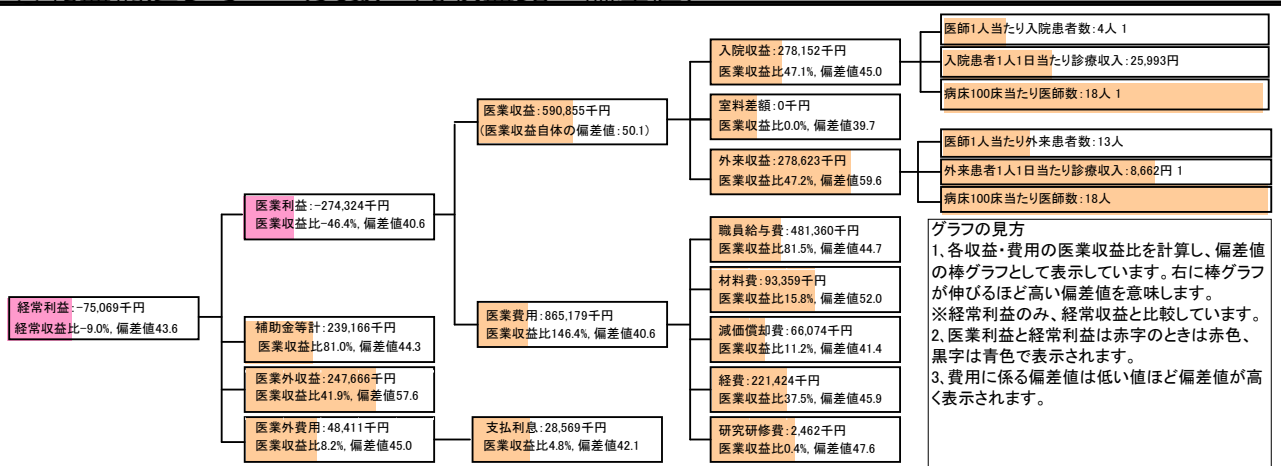 経常利益:-75,069千円
経常収益比-9.0%, 偏差値43.6
医業利益:-274,324千円
医業収益比-46.4%, 偏差値40.6
補助金等計:239,166千円
医業収益比81.0%, 偏差値44.3
医業外収益:247,666千円
医業収益比41.9%, 偏差値57.6
医業外費用:48,411千円
医業収益比8.2%, 偏差値45.0
医業収益:590,855千円
(医業収益自体の偏差値:50.1)
医業費用:865,179千円
医業収益比146.4%, 偏差値40.6
支払利息:28,569千円
医業収益比4.8%, 偏差値42.1
入院収益:278,152千円
医業収益比47.1%, 偏差値45.0
室料差額:0千円
医業収益比0.0%, 偏差値39.7
外来収益:278,623千円
医業収益比47.2%, 偏差値59.6
職員給与費:481,360千円
医業収益比81.5%, 偏差値44.7
材料費:93,359千円
医業収益比15.8%, 偏差値52.0
減価償却費:66,074千円
医業収益比11.2%, 偏差値41.4
経費:221,424千円
医業収益比37.5%, 偏差値45.9
研究研修費:2,462千円
医業収益比0.4%, 偏差値47.6
医師1人当たり入院患者数:4人 1
入院患者1人1日当たり診療収入:25,993円
病床100床当たり医師数:18人 1
医師1人当たり外来患者数:13人
外来患者1人1日当たり診療収入:8,662円 1
病床100床当たり医師数:18人
グラフの見方
1、各収益・費用の医業収益比を計算し、偏差値
の棒グラフとして表示しています。右に棒グラフ
が伸びるほど高い偏差値を意味します。
※経常利益のみ、経常収益と比較しています。
2、医業利益と経常利益は赤字のときは赤色、
黒字は青色で表示されます。
3、費用に係る偏差値は低い値ほど偏差値が高
く表示されます。